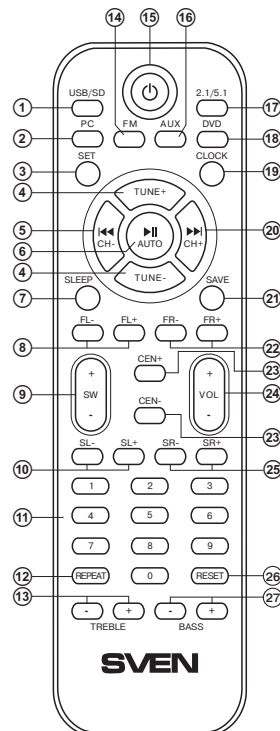 14 15 16
USB/SD 2.1/5.1
1 17
PC FM AUX DVD
2 18
SET CLOCK
3 19
4 TUNE+
5 CH- AUTO CH+ 20
6
4 TUNE-
SLEEP SAVE
7 21
FL- FL+ FR- FR+
8 22
CEN+ 23
+ +
9 SW VOL 24
- -
CEN- 23
SL- SL+ SR- SR+
10 25
1 2 3
11 4 5 6
7 8 9
12 REPEAT 0 RESET 26
13 - + - + 27
TREBLE BASS
SVEN